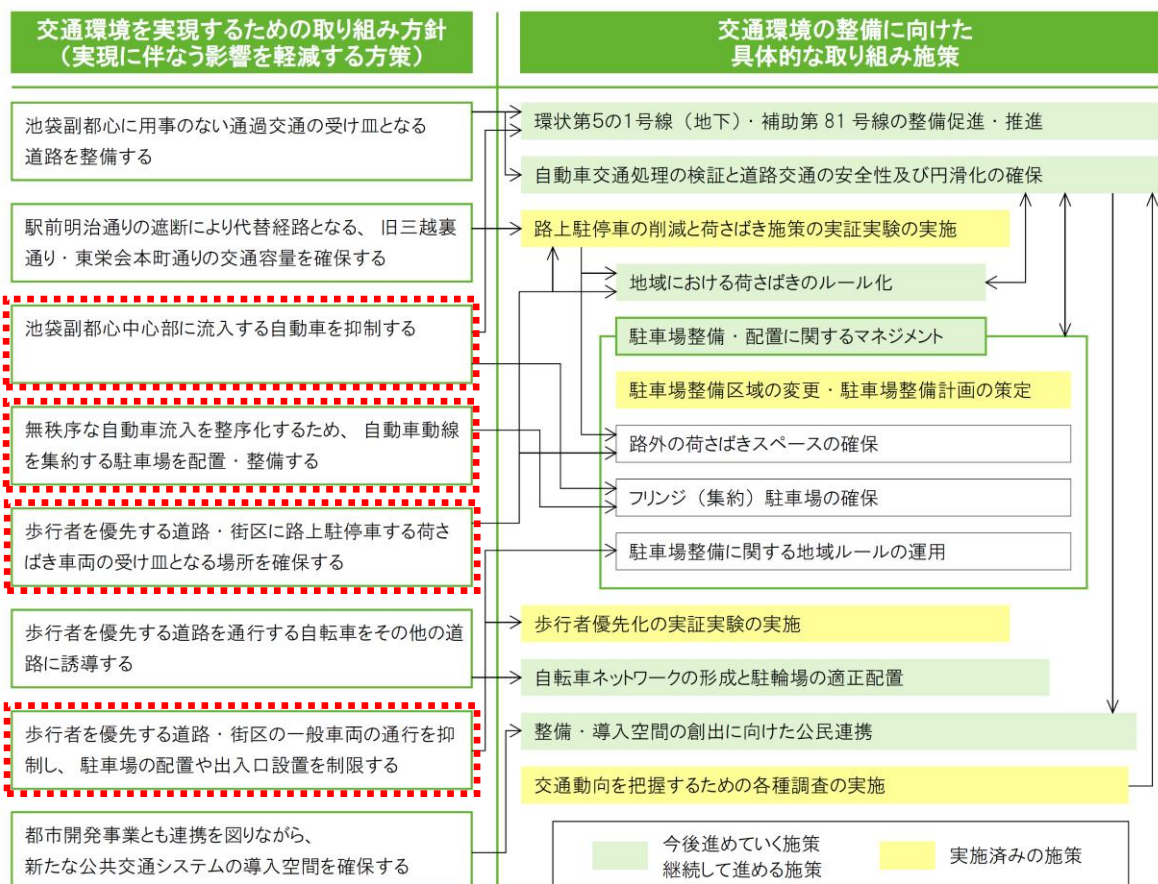 交通環境を実現するための取り組み方針
（実現に伴なう影響を軽減する方策）
池袋副都心に用事のない通過交通の受け皿となる
道路を整備する
駅前明治通りの遮断により代替経路となる、旧三越裏
通り・東栄会本町通りの交通容量を確保する
池袋副都心中心部に流入する自動車を抑制する
無秩序な自動車流入を整序化するため、自動車動線
を集約する駐車場を配置・整備する
歩行者を優先する道路・街区に路上駐停車する荷さ
ばき車両の受け皿となる場所を確保する
歩行者を優先する道路を通行する自転車をその他の道
路に誘導する
歩行者を優先する道路・街区の一般車両の通行を抑
制し、駐車場の配置や出入口設置を制限する
都市開発事業とも連携を図りながら、
新たな公共交通システムの導入空間を確保する
交通環境の整備に向けた
具体的な取り組み施策
環状第5の1号線（地下）・補助第81号線の整備促進・推進
自動車交通処理の検証と道路交通の安全性及び円滑化の確保
路上駐停車の削減と荷さばき施策の実証実験の実施
地域における荷さばきのルール化
駐車場整備・配置に関するマネジメント
駐車場整備区域の変更・駐車場整備計画の策定
路外の荷さばきスペースの確保
フリンジ（集約）駐車場の確保
駐車場整備に関する地域ルールの運用
歩行者優先化の実証実験の実施
自転車ネットワークの形成と駐輪場の適正配置
整備・導入空間の創出に向けた公民連携
交通動向を把握するための各種調査の実施
今後進めていく施策
継続して進める施策
実施済みの施策